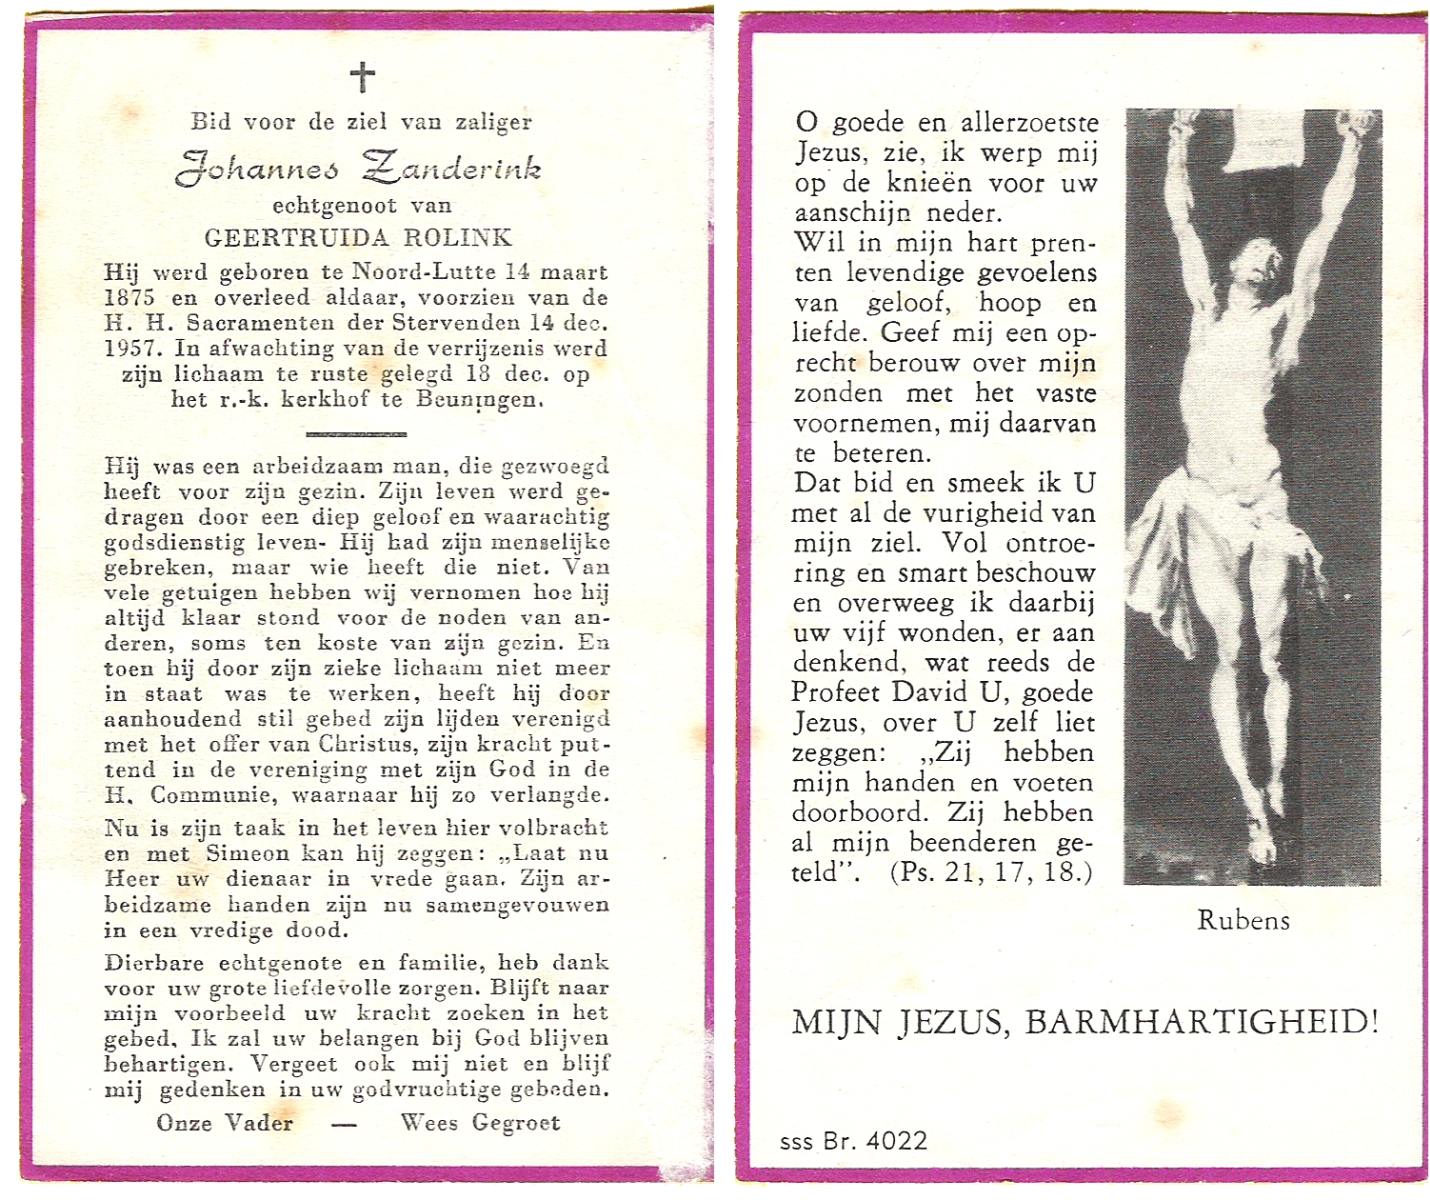 Bid voor de ziel van zaliger
Johannes Zanderink
echtgenoot van
GEERTRUIDA ROLINK
Hij werd geboren te Noord-Lutte 14 maart
1875 en overleed aldaar, voorzien van de
H. H. Sacramenten der Stervenden 14 dec.
1957. In afwachting van de verrijzenis werd
zijn lichaam te ruste gelegd 18 dec. op
het r.-k. kerkhof te Beuningen.
Hij was een arbeidzaam man, die gezwoegd
heeft voor zijn gezin. Zijn leven werd ge-
dragen door een diep geloof en waarachtig
godsdienstig leven- Hij had zijn menselijke
gebreken, maar wie heeft die niet. Van
vele getuigen hebben wij vernomen hoe hij
altijd klaar stond voor de noden van an-
deren, soms ten koste van zijn gezin. En
toen hij door zijn zieke lichaam niet meer
in staat was te werken, heeft hij door
aanhoudend stil gebed zijn lijden verenigd
met het offer van Christus, zijn kracht put-
tend in de vereniging met zijn God in de
H. Communie, waarnaar hij zo verlangde.
Nu is zijn taak in het leven hier volbracht
en met Simeon kan hij zeggen: „Laat nu
Heer uw dienaar in vrede gaan. Zijn ar-
beidzame handen zijn nu samengevouwen
in een vredige dood.
Dierbare echtgenote en familie, heb dank
voor uw grote liefdevolle zorgen. Blijft naar
mijn voorbeeld uw kracht zoeken in het
gebed. Ik zal uw belangen bij God blijven
behartigen. Vergeet ook mij niet en blijf
mij gedenken in uw godvruchtige gebeden.
Onze Vader — Wees Gegroet
O goede en allerzoetste
Jezus, zie, ik werp mij
op de knieën voor uw
aanschijn neder.
Wil in mijn hart pren-
ten levendige gevoelens
van geloof, hoop en
liefde. Geef mij een op-
recht berouw over mijn
zonden met het vaste
voornemen, mij daarvan
te beteren.
Dat bid en smeek ik U
met al de vurigheid van
mijn ziel. Vol ontroe-
ring en smart beschouw
en overweeg ik daarbij
uw vijf wonden, er aan
denkend, wat reeds de
Profeet David U, goede
Jezus, over U zelf liet
zeggen: „Zij hebben
mijn handen en voeten
doorboord. Zij hebben
al mijn beenderen ge-
teld”. (Ps. 21, 17, 18.)
Rubens
MIJN JEZUS, BARMHARTIGHEID!
sss Br. 4022